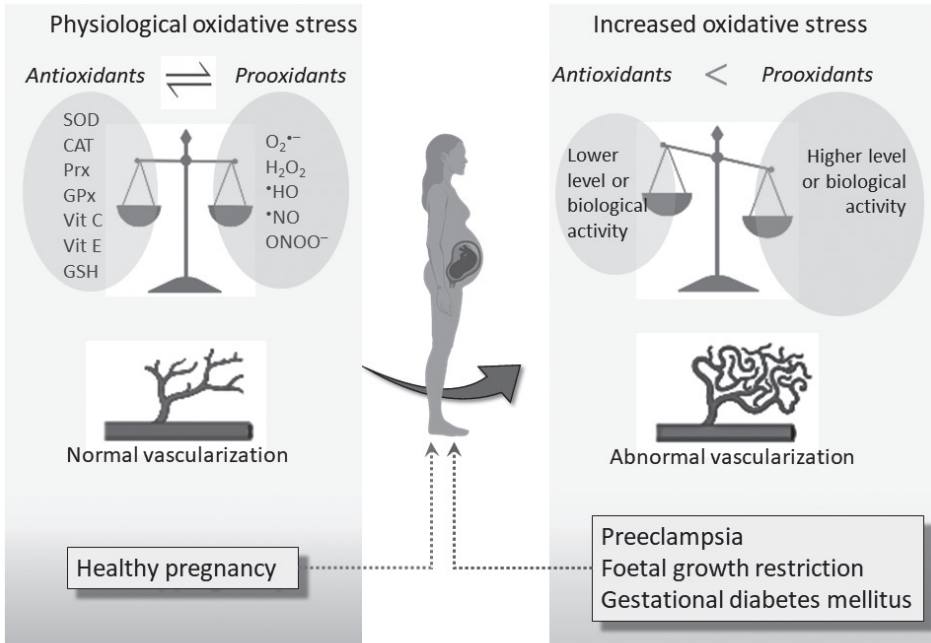 Physiological oxidative stress
Antioxidants ⇌ Prooxidants
SOD
CAT
Prx
GPx
Vit C
Vit E
GSH
O₂•⁻
H₂O₂
•HO
•NO
ONOO⁻
Normal vascularization
Healthy pregnancy
Increased oxidative stress
Antioxidants < Prooxidants
Lower
level or
biological
activity
Higher level
or biological
activity
Abnormal vascularization
Preeclampsia
Foetal growth restriction
Gestational diabetes mellitus